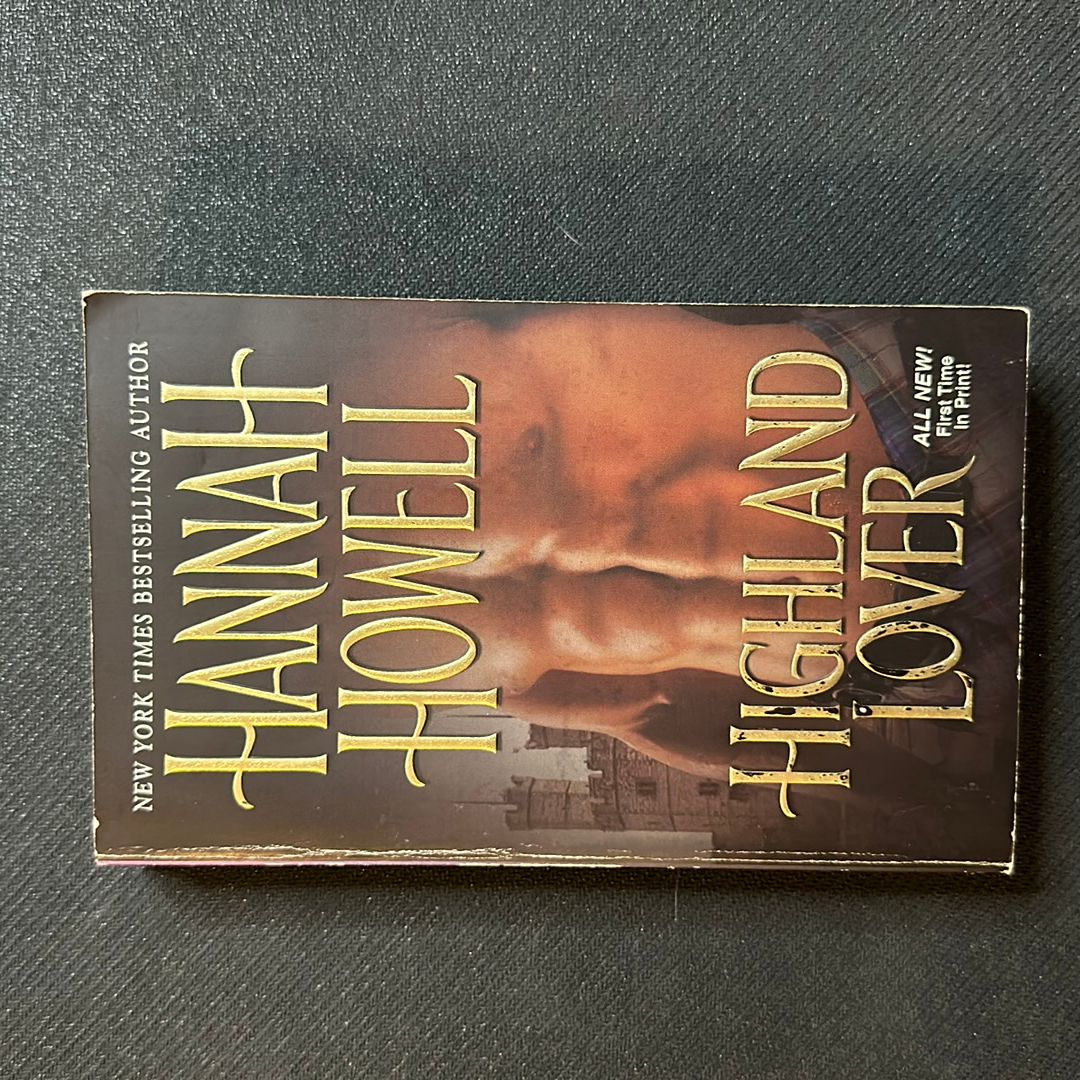 NEW YORK TIMES BESTSELLING AUTHOR
HANNAH
HOWELL
HIGHLAND
LOVER
ALL NEW!
First Time
In Print!